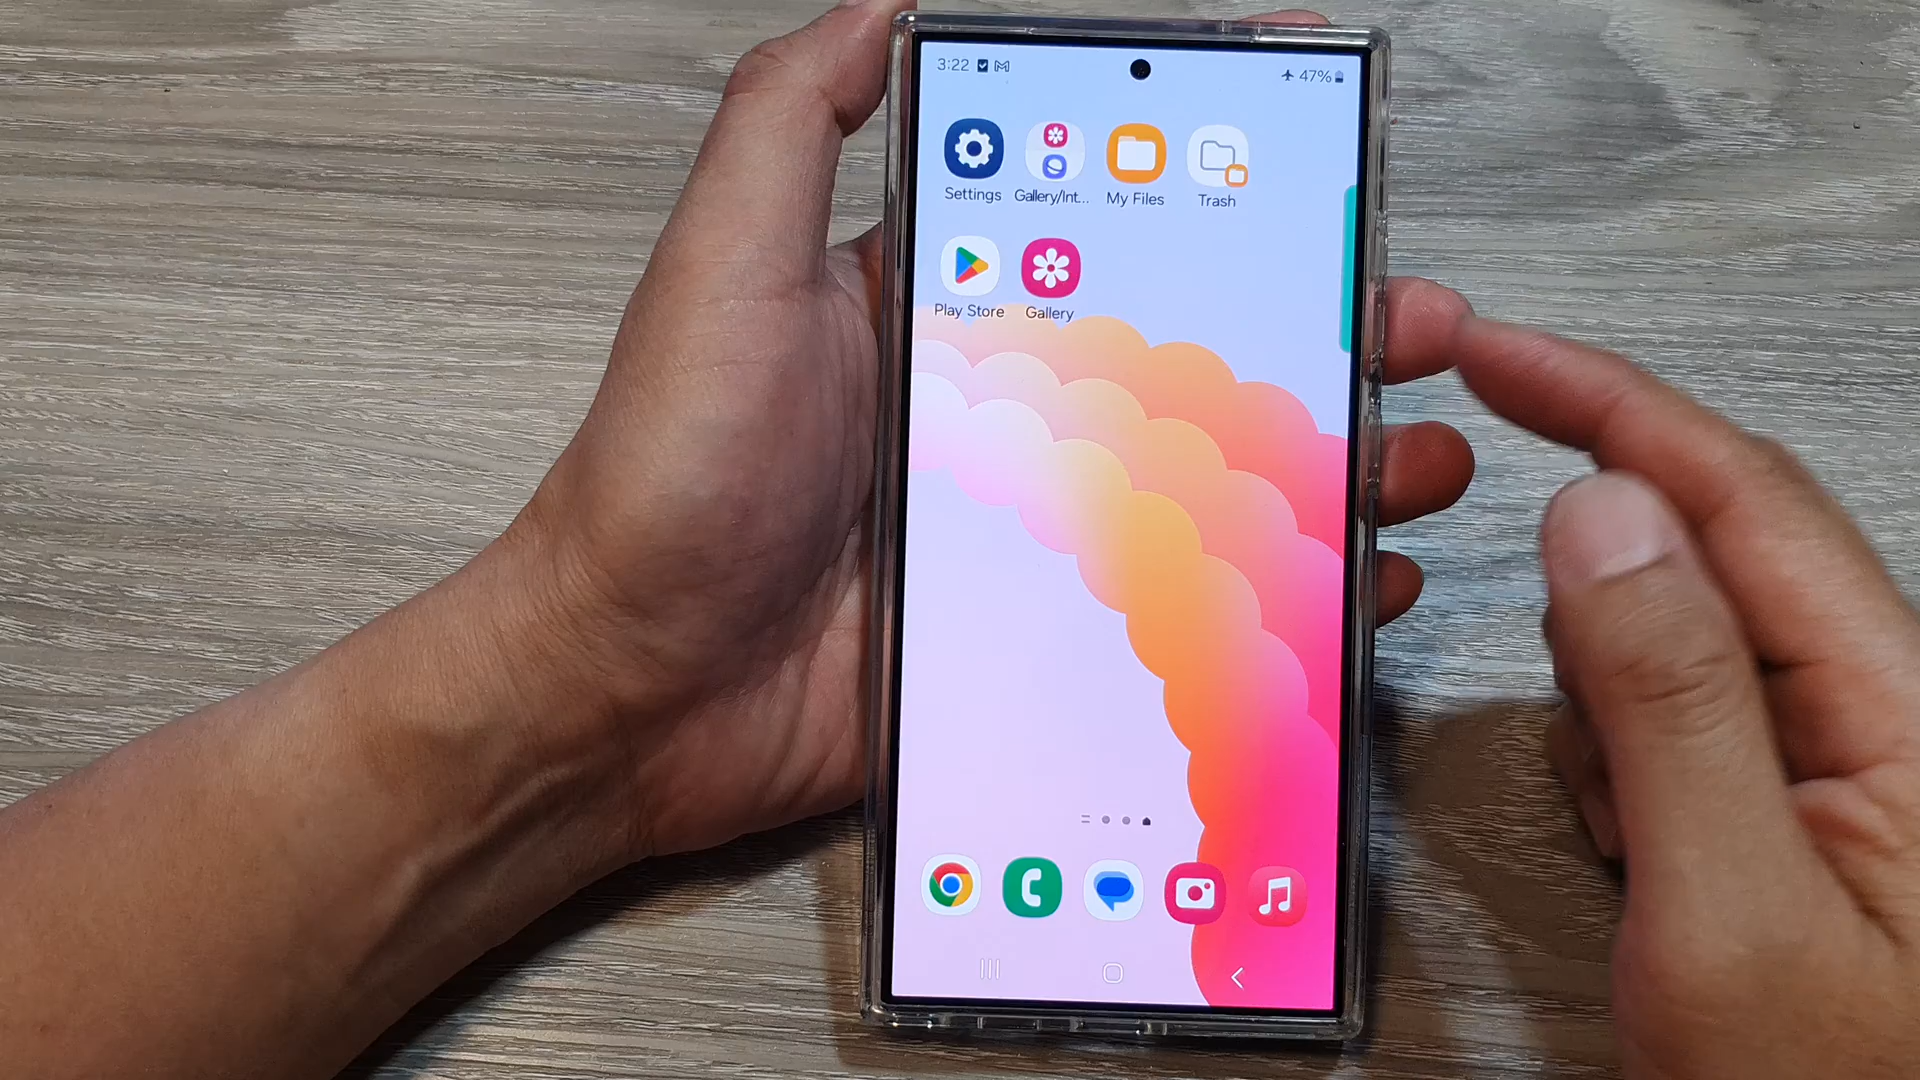 3:22
47%
Settings
Gallery/Int...
My Files
Trash
Play Store
Gallery